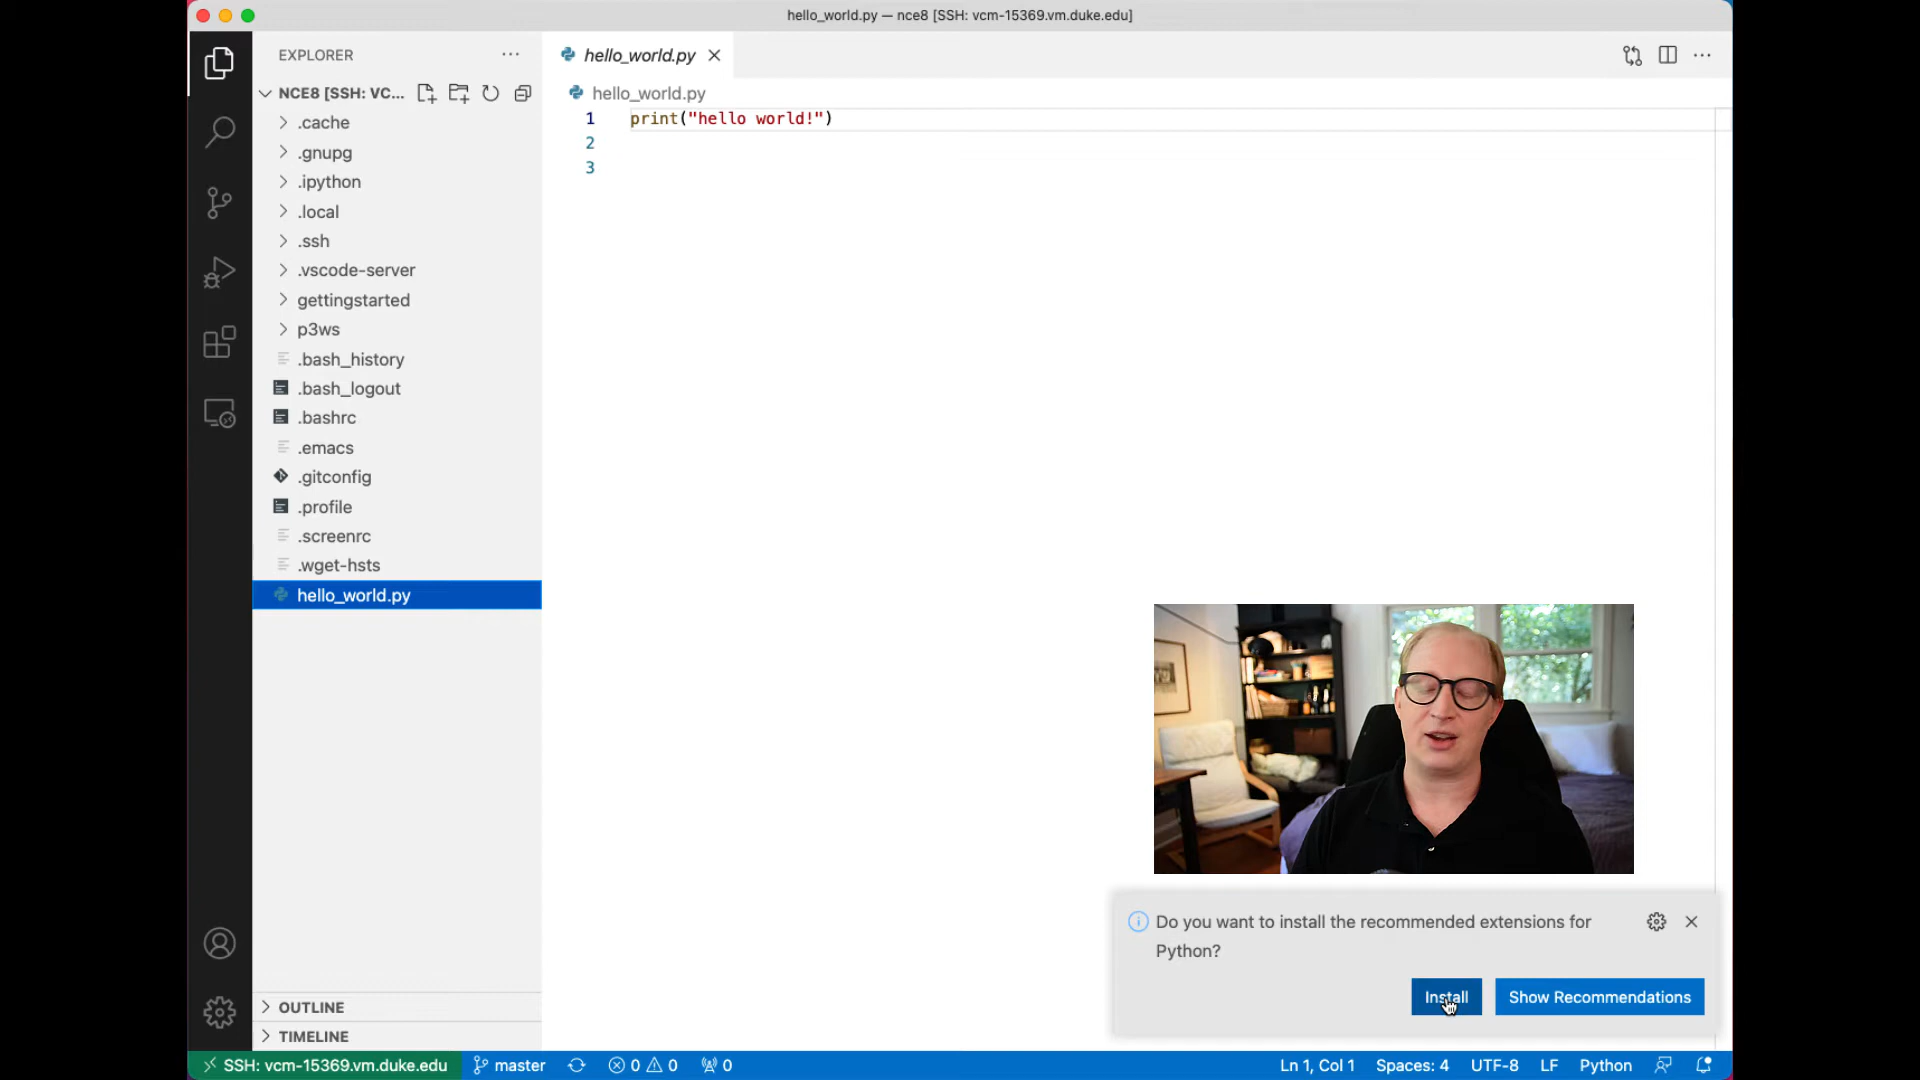 hello_world.py — nce8 [SSH: vcm-15369.vm.duke.edu]
EXPLORER
hello_world.py
NCE8 [SSH: VC...
hello_world.py
.cache
.gnupg
.ipython
.local
.ssh
.vscode-server
gettingstarted
p3ws
.bash_history
.bash_logout
.bashrc
.emacs
.gitconfig
.profile
.screenrc
.wget-hsts
hello_world.py
OUTLINE
TIMELINE
1 print("hello world!")
2
3
Do you want to install the recommended extensions for
Python?
Install Show Recommendations
SSH: vcm-15369.vm.duke.edu master 0 0 0 Ln 1, Col 1 Spaces: 4 UTF-8 LF Python